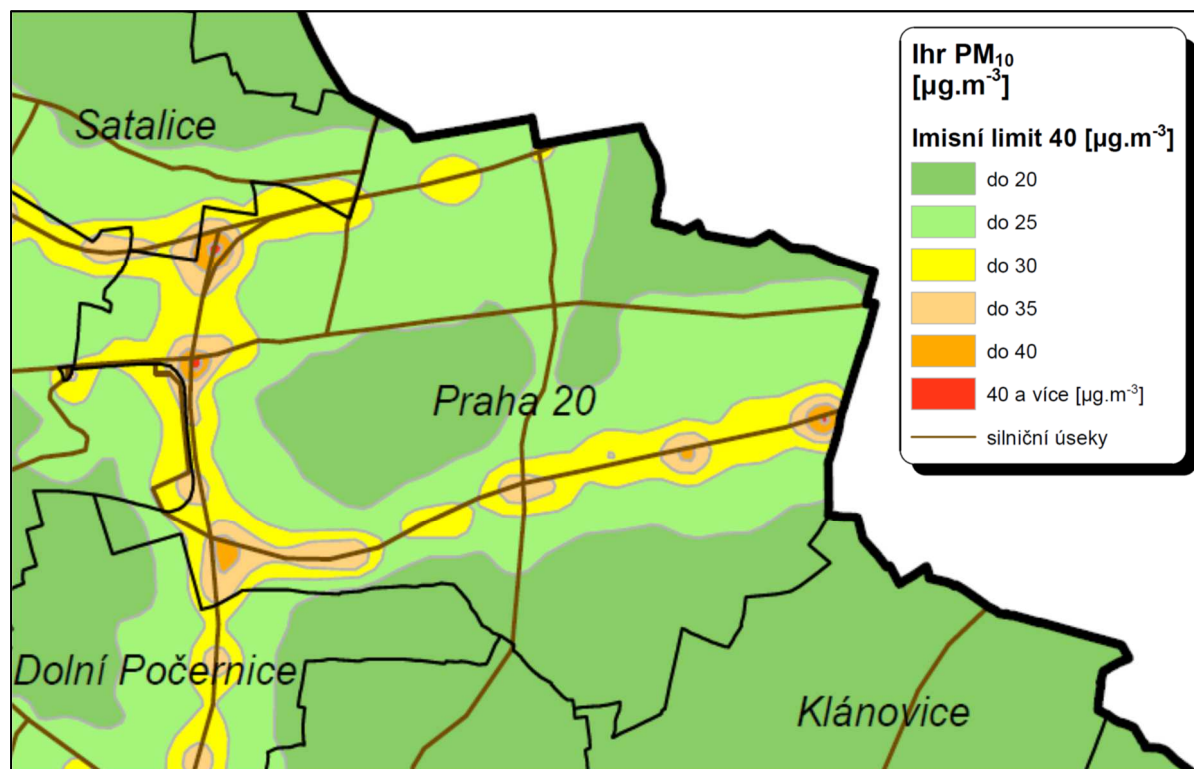 Ihr PM₁₀
[µg.m⁻³]
Imisní limit 40 [µg.m⁻³]
do 20
do 25
do 30
do 35
do 40
40 a více [µg.m⁻³]
silniční úseky
Satalice
Praha 20
Dolní Počernice
Klánovice